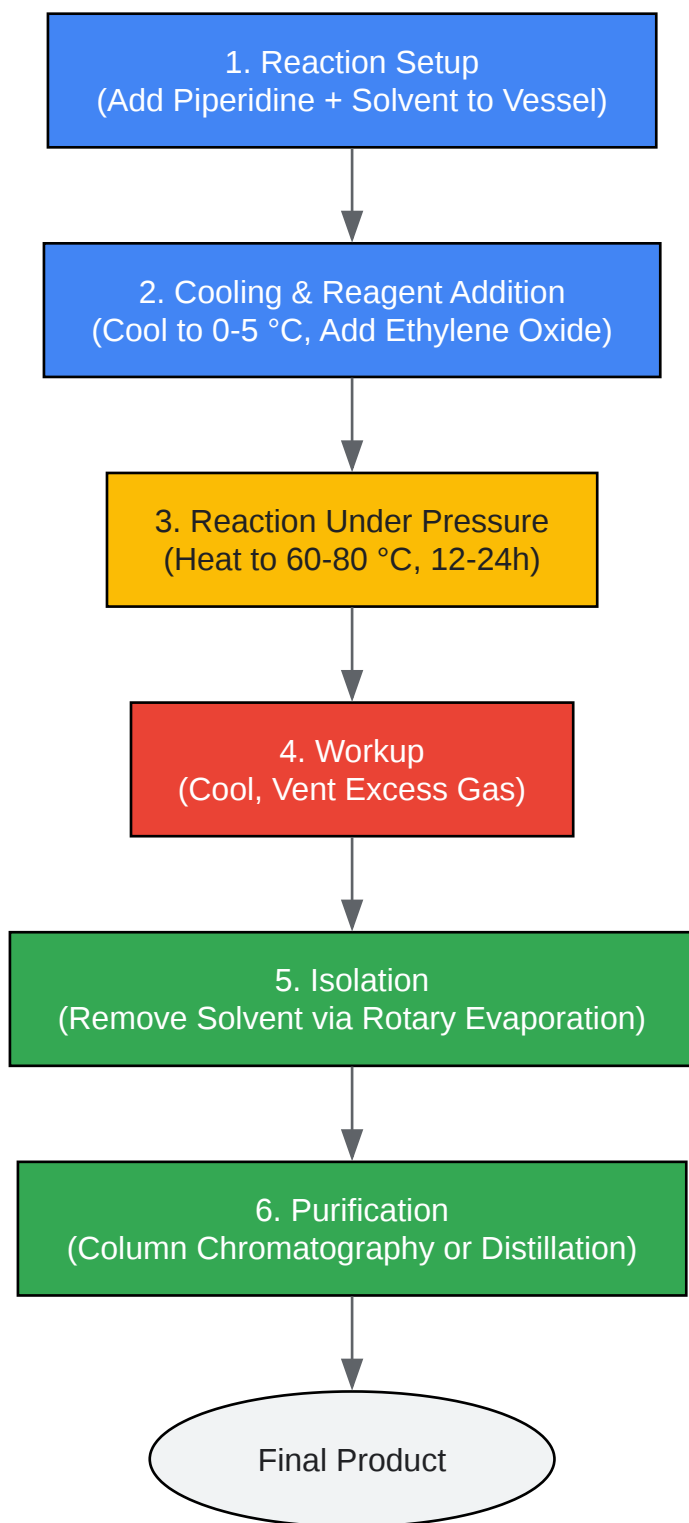 1. Reaction Setup
(Add Piperidine + Solvent to Vessel)
2. Cooling & Reagent Addition
(Cool to 0-5 °C, Add Ethylene Oxide)
3. Reaction Under Pressure
(Heat to 60-80 °C, 12-24h)
4. Workup
(Cool, Vent Excess Gas)
5. Isolation
(Remove Solvent via Rotary Evaporation)
6. Purification
(Column Chromatography or Distillation)
Final Product